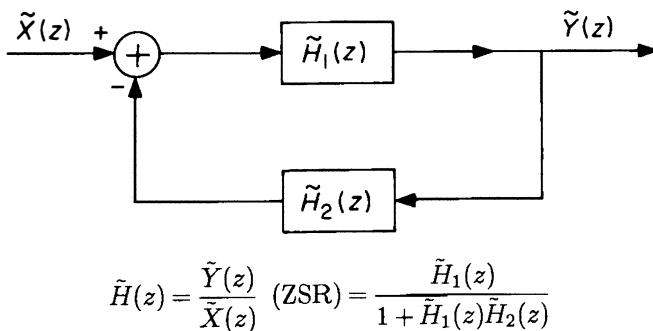 X̃(z) + Ỹ(z)
+
H̃₁(z)
−
H̃₂(z)
H̃(z) = Ỹ(z)/X̃(z) (ZSR) = H̃₁(z)/(1 + H̃₁(z)H̃₂(z))